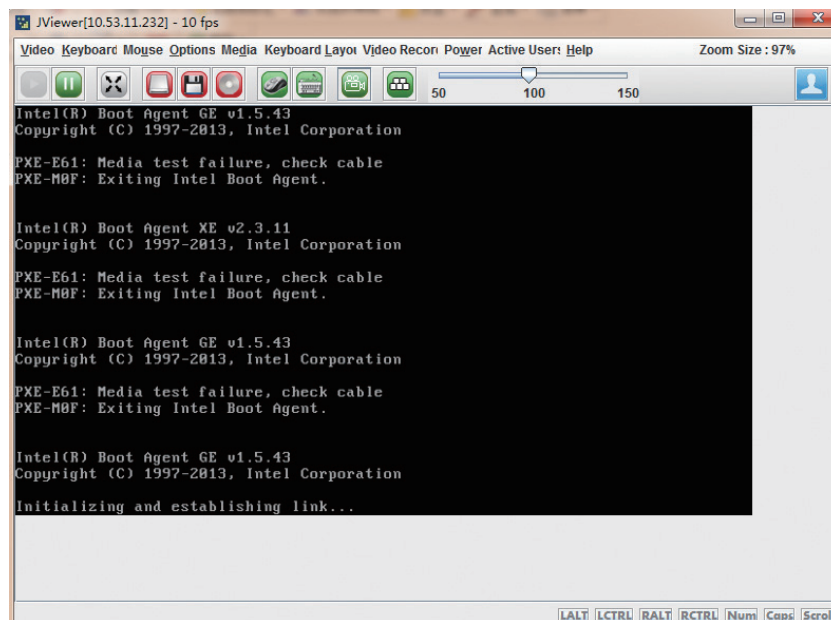 JViewer[10.53.11.232] - 10 fps
Video Keyboard Mouse Options Media Keyboard Layou Video Recor Power Active Users Help Zoom Size : 97%
50 100 150
Intel(R) Boot Agent GE v1.5.43
Copyright (C) 1997-2013, Intel Corporation
PXE-E61: Media test failure, check cable
PXE-M0F: Exiting Intel Boot Agent.
Intel(R) Boot Agent XE v2.3.11
Copyright (C) 1997-2013, Intel Corporation
PXE-E61: Media test failure, check cable
PXE-M0F: Exiting Intel Boot Agent.
Intel(R) Boot Agent GE v1.5.43
Copyright (C) 1997-2013, Intel Corporation
PXE-E61: Media test failure, check cable
PXE-M0F: Exiting Intel Boot Agent.
Intel(R) Boot Agent GE v1.5.43
Copyright (C) 1997-2013, Intel Corporation
Initializing and establishing link...
LALT LCTRL RALT RCTRL Num Caps Scrol